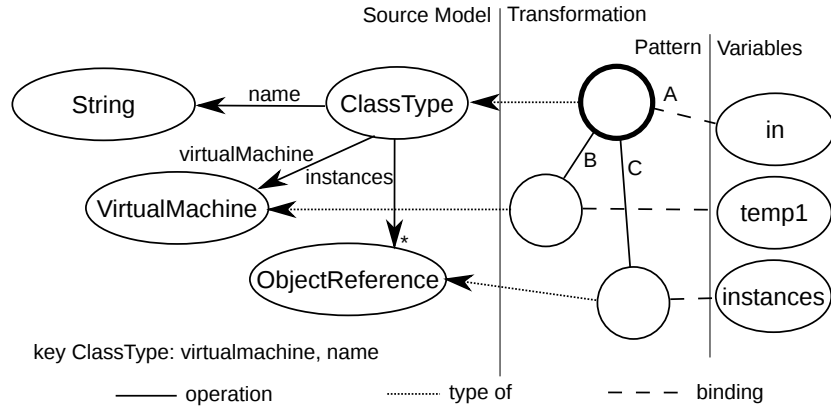 Source Model
Transformation
Pattern
Variables
String
name
ClassType
A
in
virtualMachine
instances
B
C
VirtualMachine
temp1
*
ObjectReference
instances
key ClassType: virtualmachine, name
operation
type of
binding